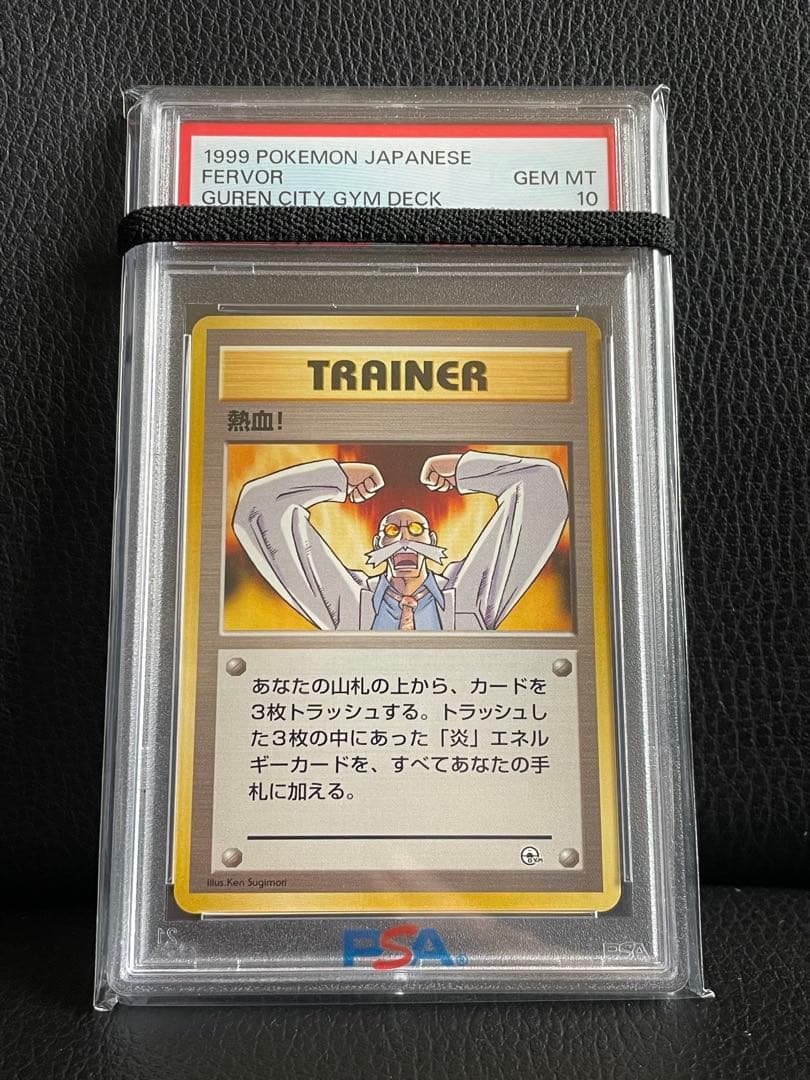 1999 POKEMON JAPANESE
FERVOR GEM MT
GUREN CITY GYM DECK 10
TRAINER
熱血!
あなたの山札の上から、カードを
3枚トラッシュする。トラッシュし
た3枚の中にあった「炎」エネル
ギーカードを、すべてあなたの手
札に加える。
GYM
Illus.Ken Sugimori
PSA®
PSA